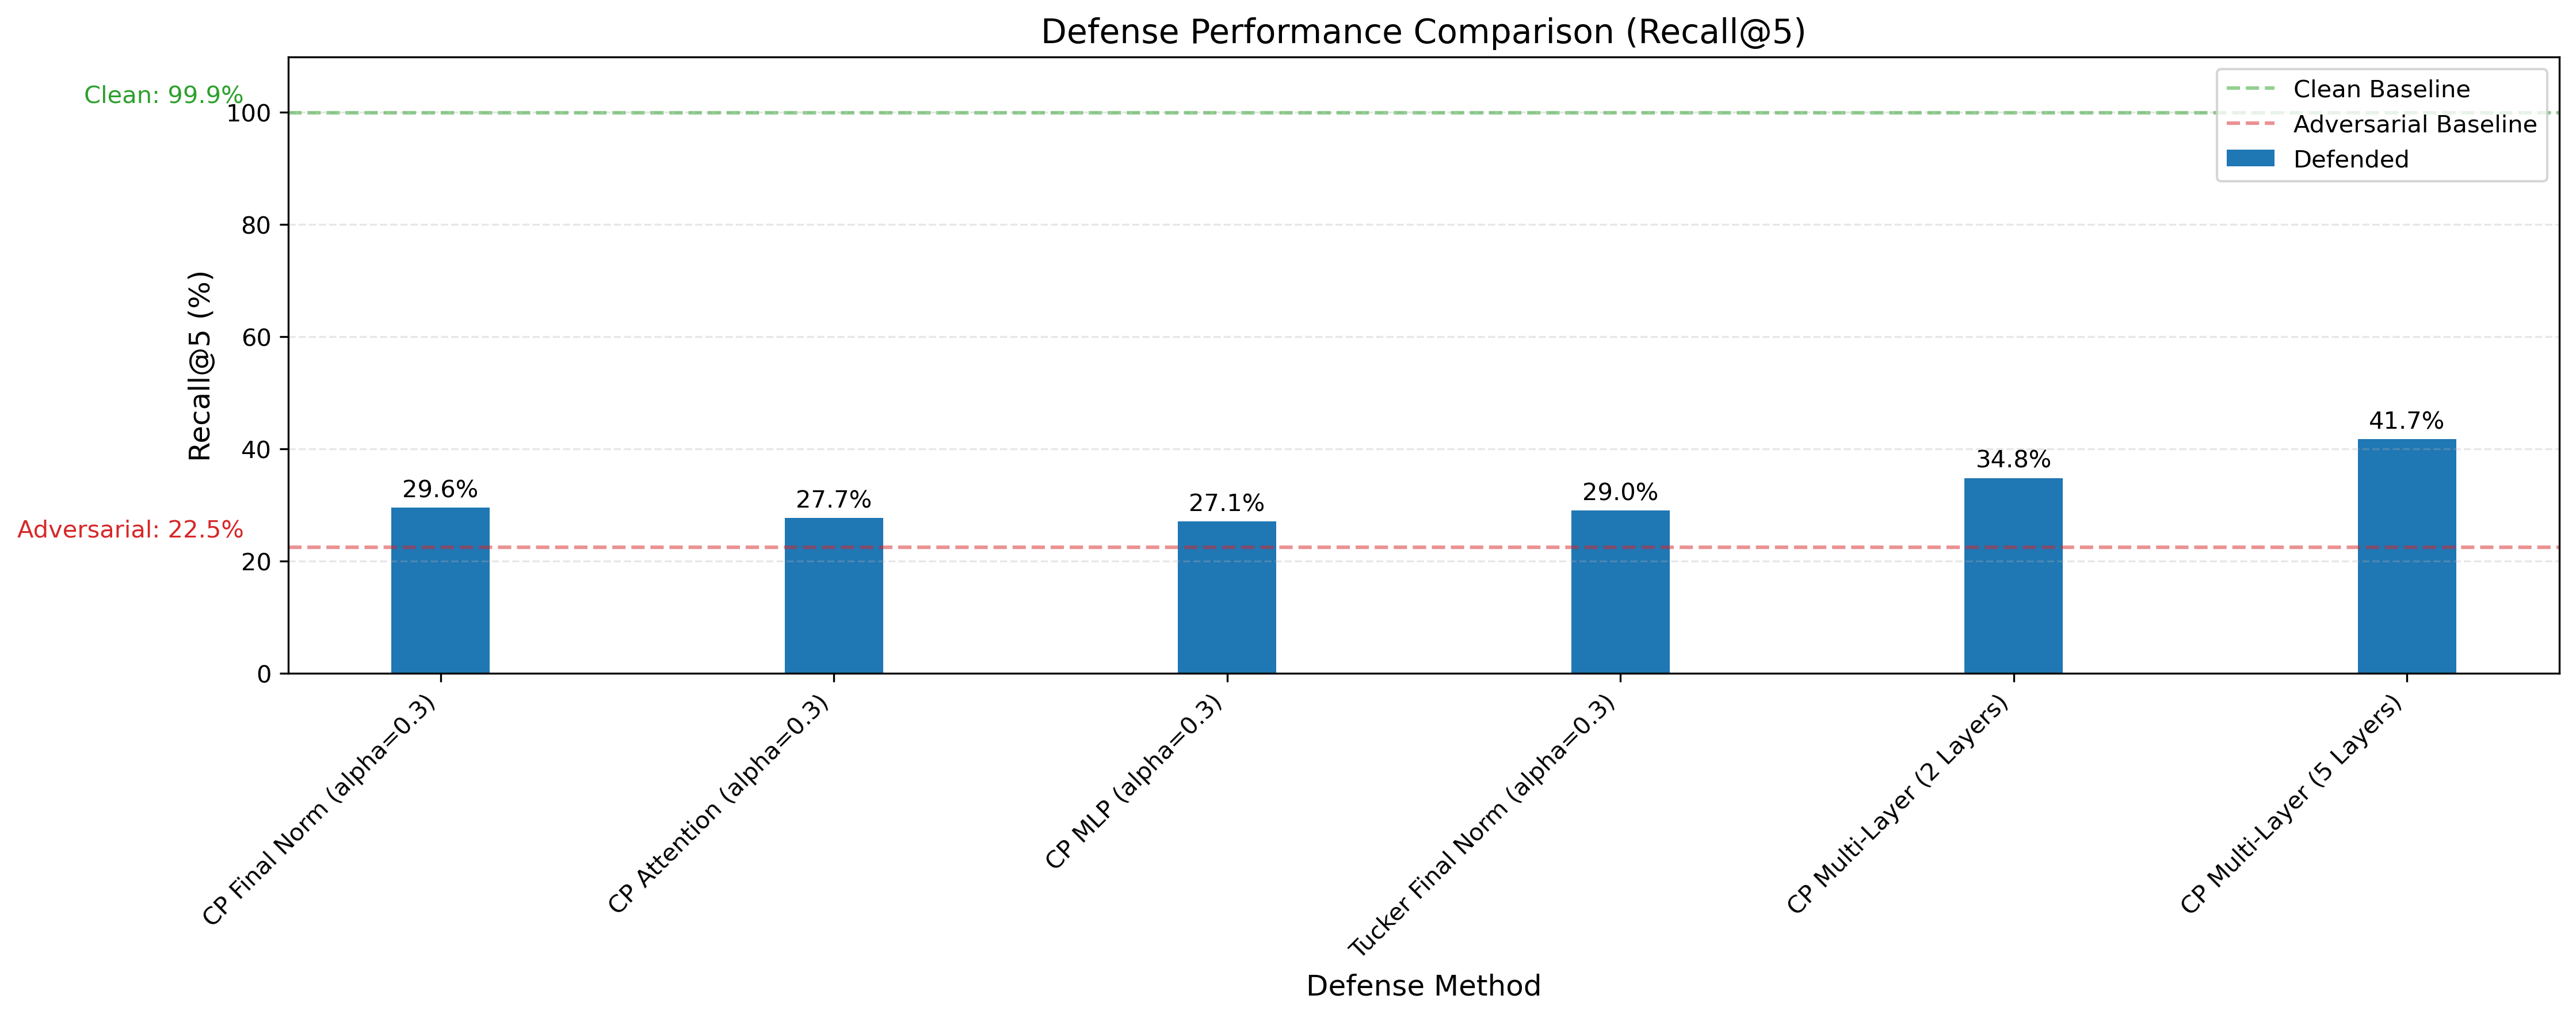 Defense Performance Comparison (Recall@5)
Clean: 99.9%
Adversarial: 22.5%
Recall@5 (%)
100
80
60
40
20
0
Clean Baseline
Adversarial Baseline
Defended
29.6%
27.7%
27.1%
29.0%
34.8%
41.7%
CP Final Norm (alpha=0.3)
CP Attention (alpha=0.3)
CP MLP (alpha=0.3)
Tucker Final Norm (alpha=0.3)
CP Multi-Layer (2 Layers)
CP Multi-Layer (5 Layers)
Defense Method